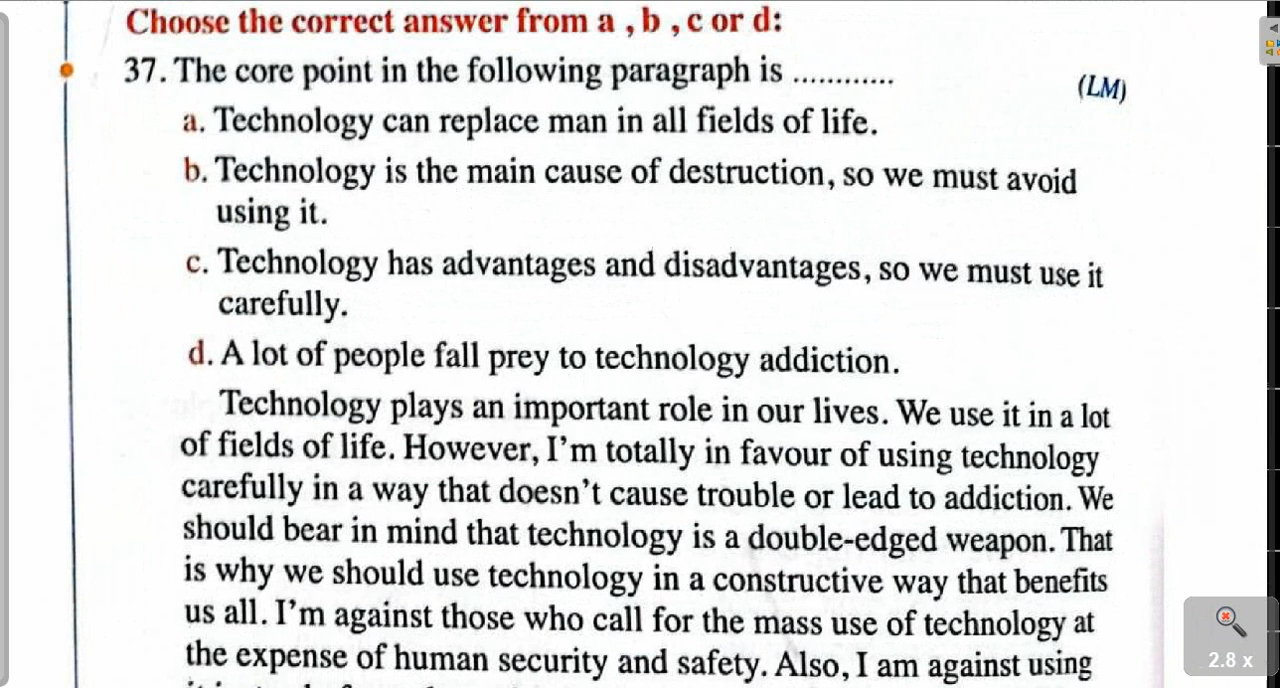 Choose the correct answer from a , b , c or d:
37. The core point in the following paragraph is ............
(LM)
a. Technology can replace man in all fields of life.
b. Technology is the main cause of destruction, so we must avoid
using it.
c. Technology has advantages and disadvantages, so we must use it
carefully.
d. A lot of people fall prey to technology addiction.
Technology plays an important role in our lives. We use it in a lot
of fields of life. However, I'm totally in favour of using technology
carefully in a way that doesn't cause trouble or lead to addiction. We
should bear in mind that technology is a double-edged weapon. That
is why we should use technology in a constructive way that benefits
us all. I'm against those who call for the mass use of technology at
the expense of human security and safety. Also, I am against using
2.8 x